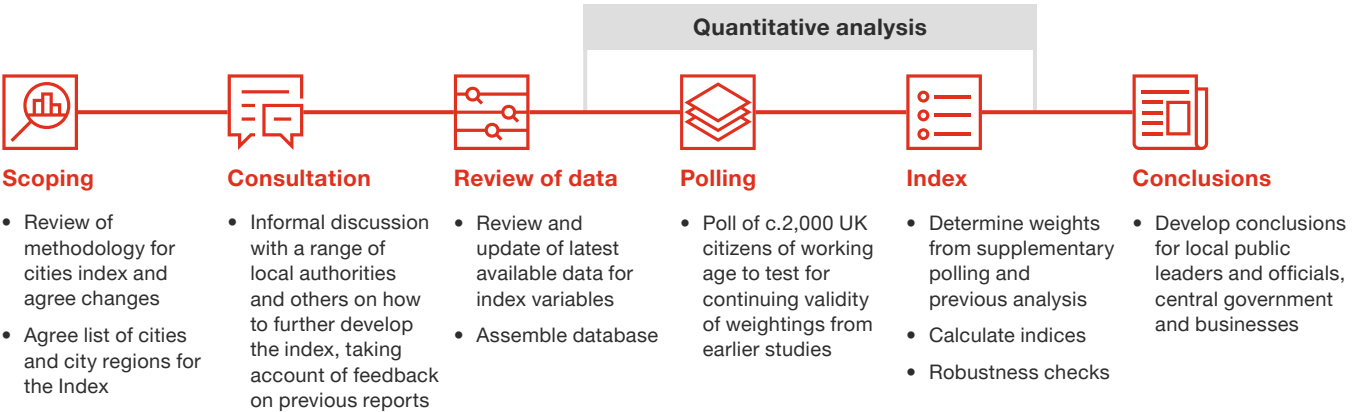 Quantitative analysis
Scoping
• Review of
methodology for
cities index and
agree changes
• Agree list of cities
and city regions for
the Index
Consultation
• Informal discussion
with a range of
local authorities
and others on how
to further develop
the index, taking
account of feedback
on previous reports
Review of data
• Review and
update of latest
available data for
index variables
• Assemble database
Polling
• Poll of c.2,000 UK
citizens of working
age to test for
continuing validity
of weightings from
earlier studies
Index
• Determine weights
from supplementary
polling and
previous analysis
• Calculate indices
• Robustness checks
Conclusions
• Develop conclusions
for local public
leaders and officials,
central government
and businesses